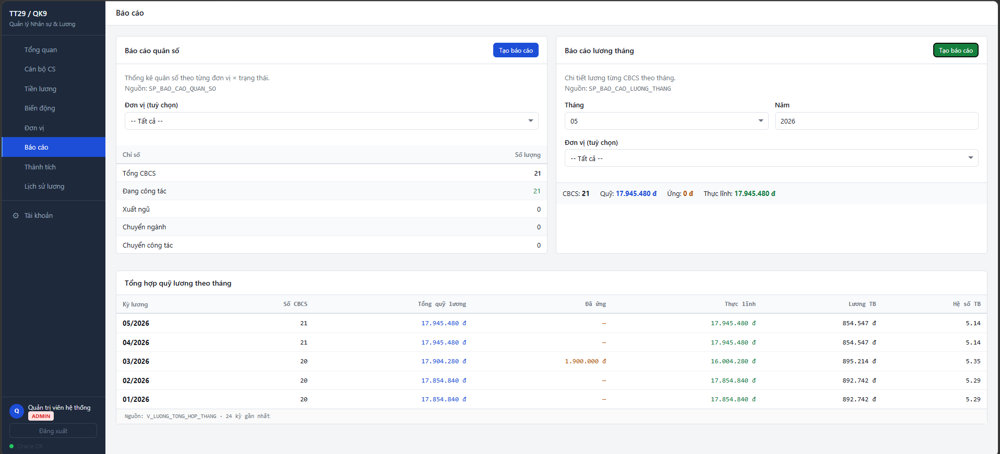 TT29 / QK9
Quản lý Nhân sự & Lương
Tổng quan
Cán bộ CS
Tiền lương
Biến động
Đơn vị
Báo cáo
Thành tích
Lịch sử lương
Tài khoản
Q
Quản trị viên hệ thống
ADMIN
Đăng xuất
Oracle OK
Báo cáo
Báo cáo quân số
Tạo báo cáo
Thống kê quân số theo từng đơn vị × trạng thái.
Nguồn: SP_BAO_CAO_QUAN_SO
Đơn vị (tuỳ chọn)
-- Tất cả --
Chỉ số Số lượng
Tổng CBCS 21
Đang công tác 21
Xuất ngũ 0
Chuyển ngành 0
Chuyển công tác 0
Báo cáo lương tháng
Tạo báo cáo
Chi tiết lương từng CBCS theo tháng.
Nguồn: SP_BAO_CAO_LUONG_THANG
Tháng Năm
05 2026
Đơn vị (tuỳ chọn)
-- Tất cả --
CBCS: 21 Quỹ: 17.945.480 đ Ứng: 0 đ Thực lĩnh: 17.945.480 đ
Tổng hợp quỹ lương theo tháng
Kỳ lương Số CBCS Tổng quỹ lương Đã ứng Thực lĩnh Lương TB Hệ số TB
05/2026 21 17.945.480 đ — 17.945.480 đ 854.547 đ 5.14
04/2026 21 17.945.480 đ — 17.945.480 đ 854.547 đ 5.14
03/2026 20 17.904.280 đ 1.900.000 đ 16.004.280 đ 895.214 đ 5.35
02/2026 20 17.854.840 đ — 17.854.840 đ 892.742 đ 5.29
01/2026 20 17.854.840 đ — 17.854.840 đ 892.742 đ 5.29
Nguồn: V_LUONG_TONG_HOP_THANG · 24 kỳ gần nhất